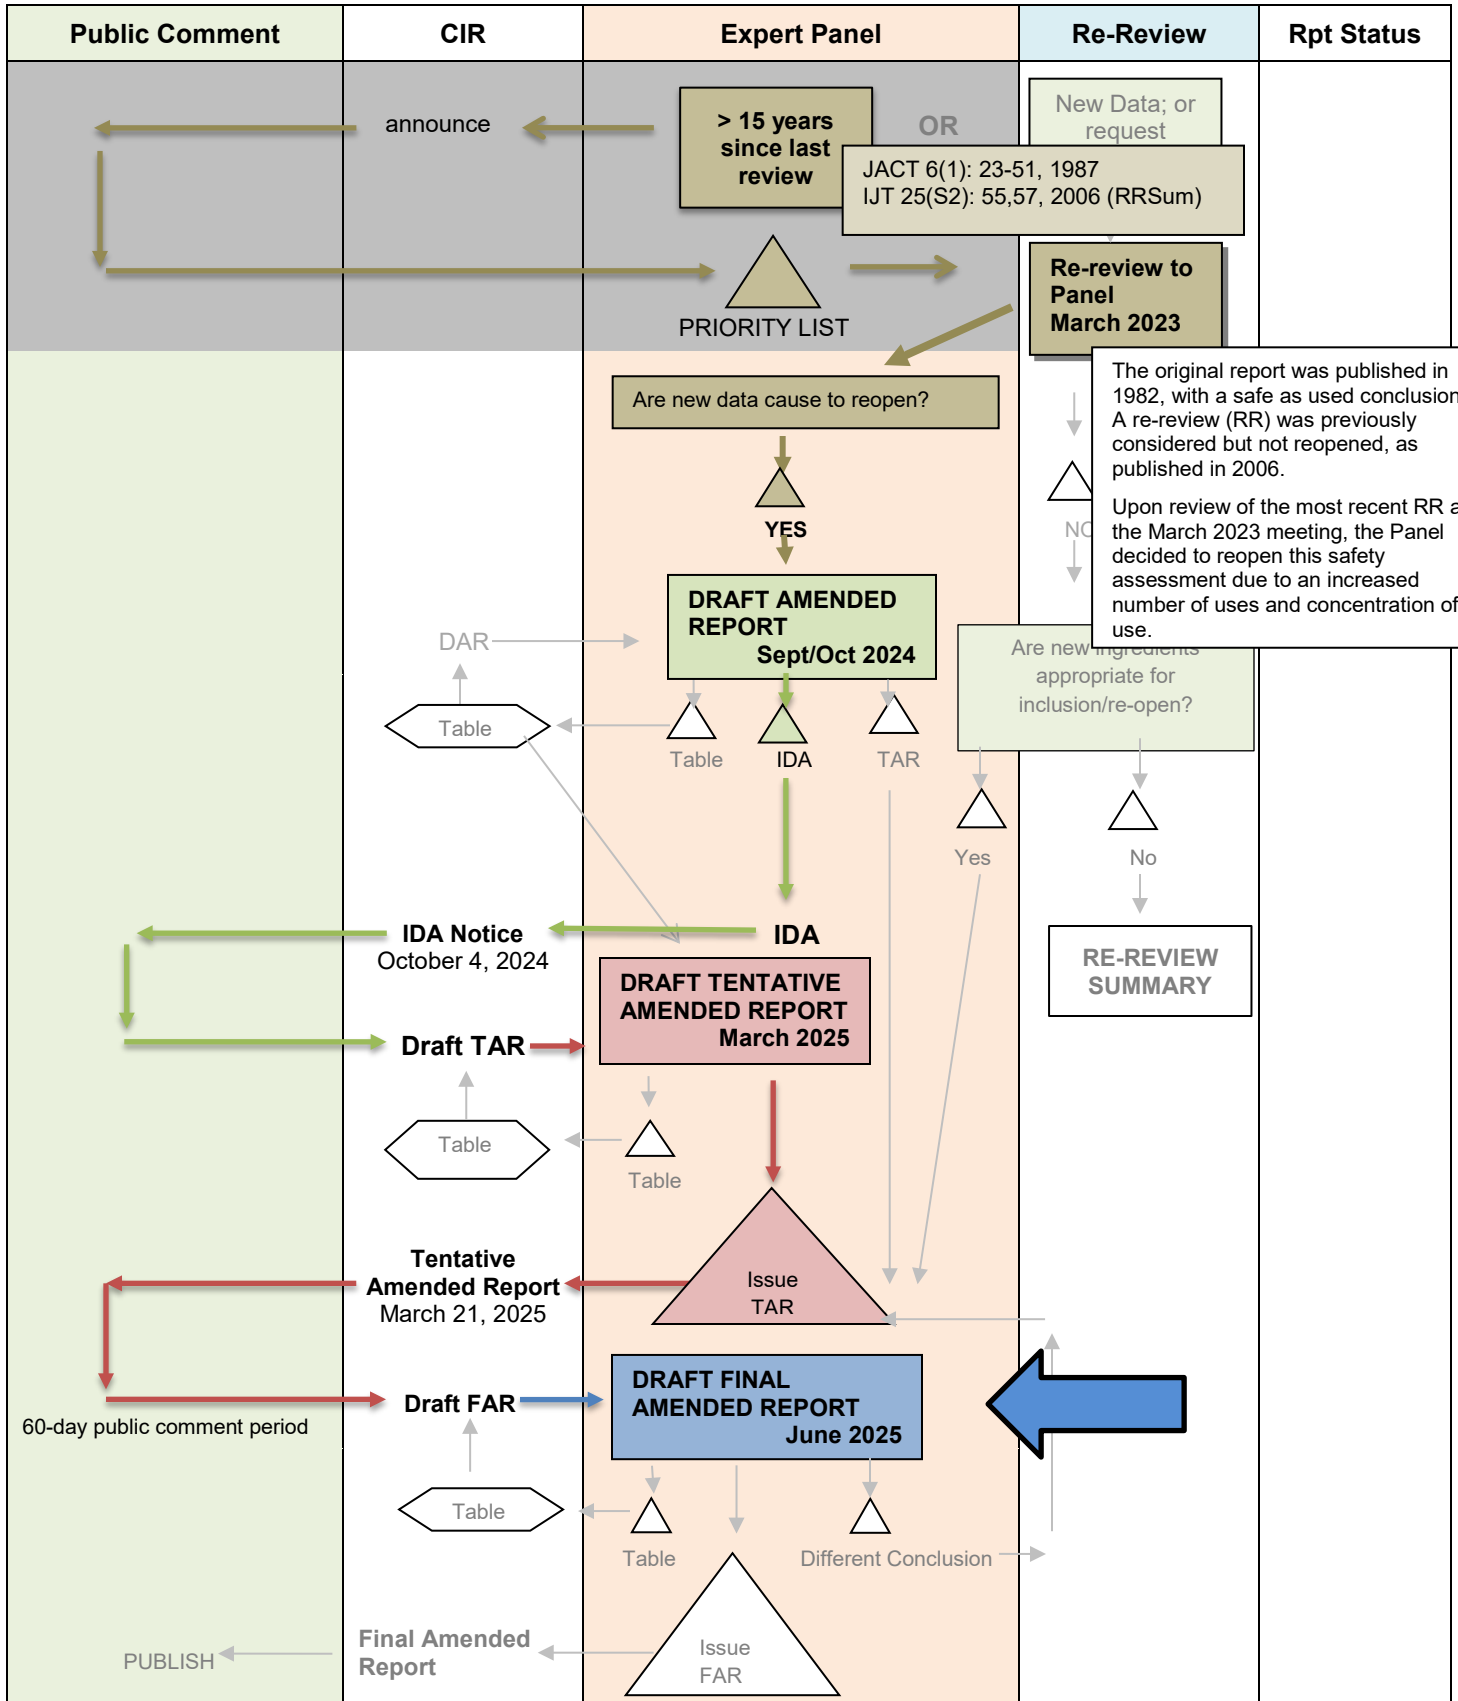 Public Comment
CIR
Expert Panel
Re-Review
Rpt Status
announce
> 15 years
since last
review
OR
New Data; or
request
JACT 6(1): 23-51, 1987
IJT 25(S2): 55,57, 2006 (RRSum)
PRIORITY LIST
Re-review to
Panel
March 2023
Are new data cause to reopen?
The original report was published in
1982, with a safe as used conclusion
A re-review (RR) was previously
considered but not reopened, as
published in 2006.
Upon review of the most recent RR a
the March 2023 meeting, the Panel
decided to reopen this safety
assessment due to an increased
number of uses and concentration of
use.
YES
NO
DRAFT AMENDED
REPORT
Sept/Oct 2024
DAR
Table
Table
IDA
TAR
Are new ingredients
appropriate for
inclusion/re-open?
Yes
No
IDA Notice
October 4, 2024
IDA
RE-REVIEW
SUMMARY
DRAFT TENTATIVE
AMENDED REPORT
March 2025
Draft TAR
Table
Table
Tentative
Amended Report
March 21, 2025
Issue
TAR
DRAFT FINAL
AMENDED REPORT
June 2025
Draft FAR
60-day public comment period
Table
Table
Different Conclusion
Issue
FAR
Final Amended
Report
PUBLISH